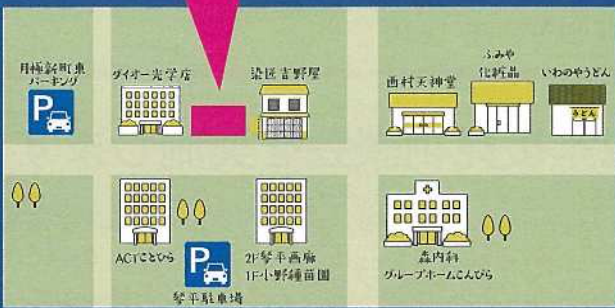 月極新町東
パーキング
P
ダイオー光学店
染匠吉野屋
西村天神堂
ふみや
化粧品
いわのやうどん
うどん
ACTことひら
P
琴平駐車場
2F琴平画廊
1F小野種苗園
森内科
グループホームこんぴら